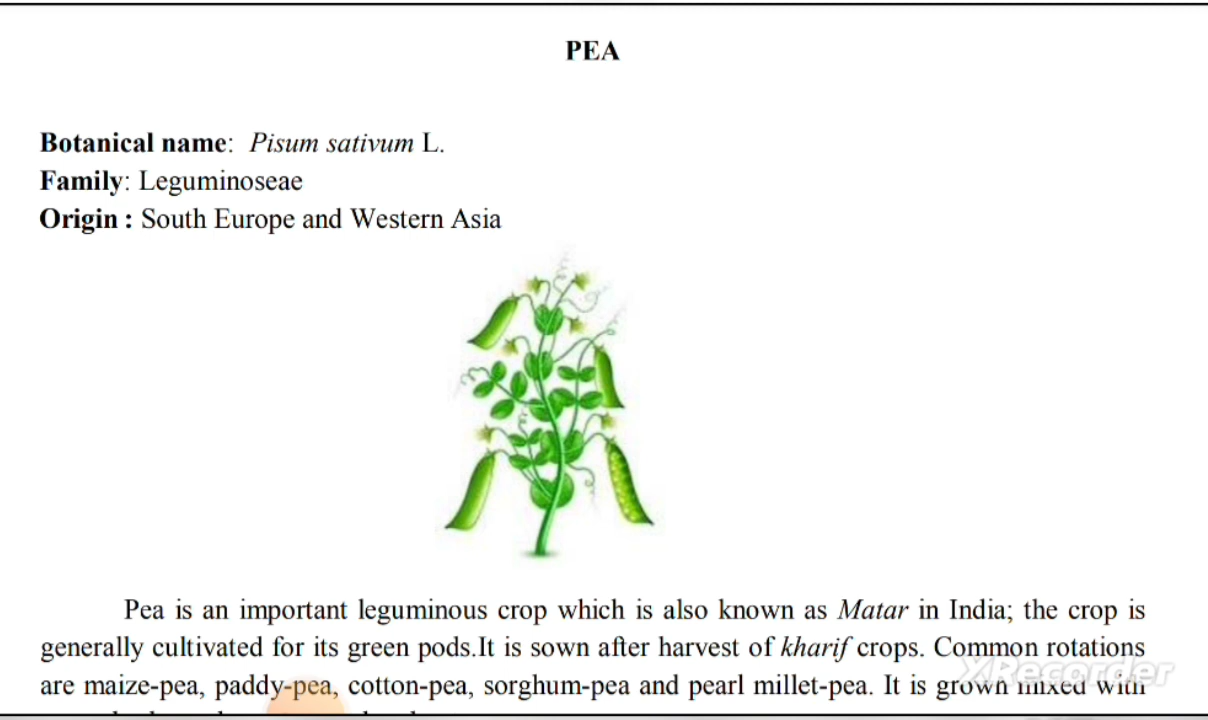 PEA
Botanical name: Pisum sativum L.
Family: Leguminoseae
Origin : South Europe and Western Asia
Pea is an important leguminous crop which is also known as Matar in India; the crop is
generally cultivated for its green pods.It is sown after harvest of kharif crops. Common rotations
are maize-pea, paddy-pea, cotton-pea, sorghum-pea and pearl millet-pea. It is grown mixed with
XRecorder